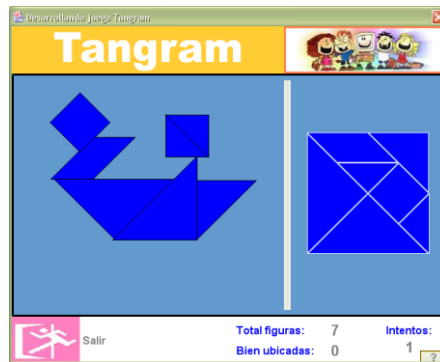 Desarrollando juego Tangram
Tangram
Salir
Total figuras: 7
Intentos:
Bien ubicadas: 0
1
?